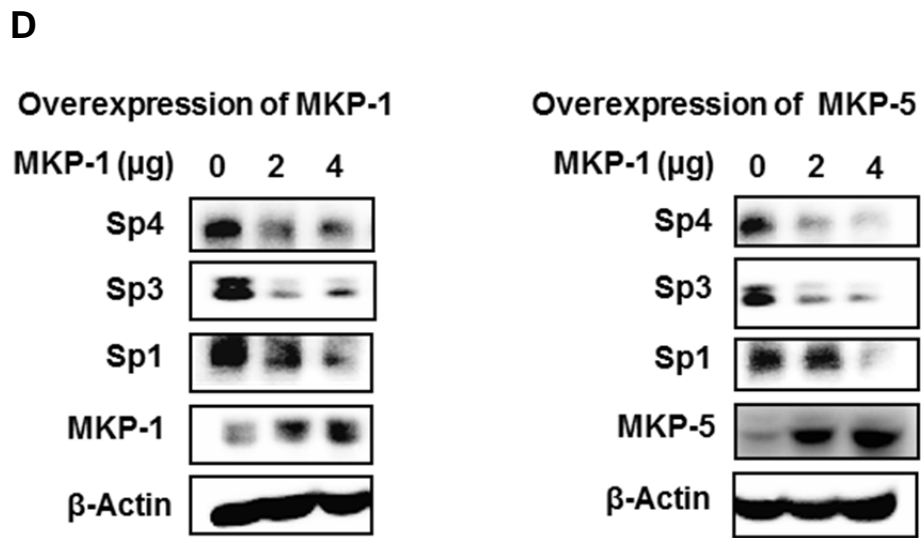 D
Overexpression of MKP-1
MKP-1 (μg) 0 2 4
Sp4
Sp3
Sp1
MKP-1
β-Actin
Overexpression of MKP-5
MKP-1 (μg) 0 2 4
Sp4
Sp3
Sp1
MKP-5
β-Actin